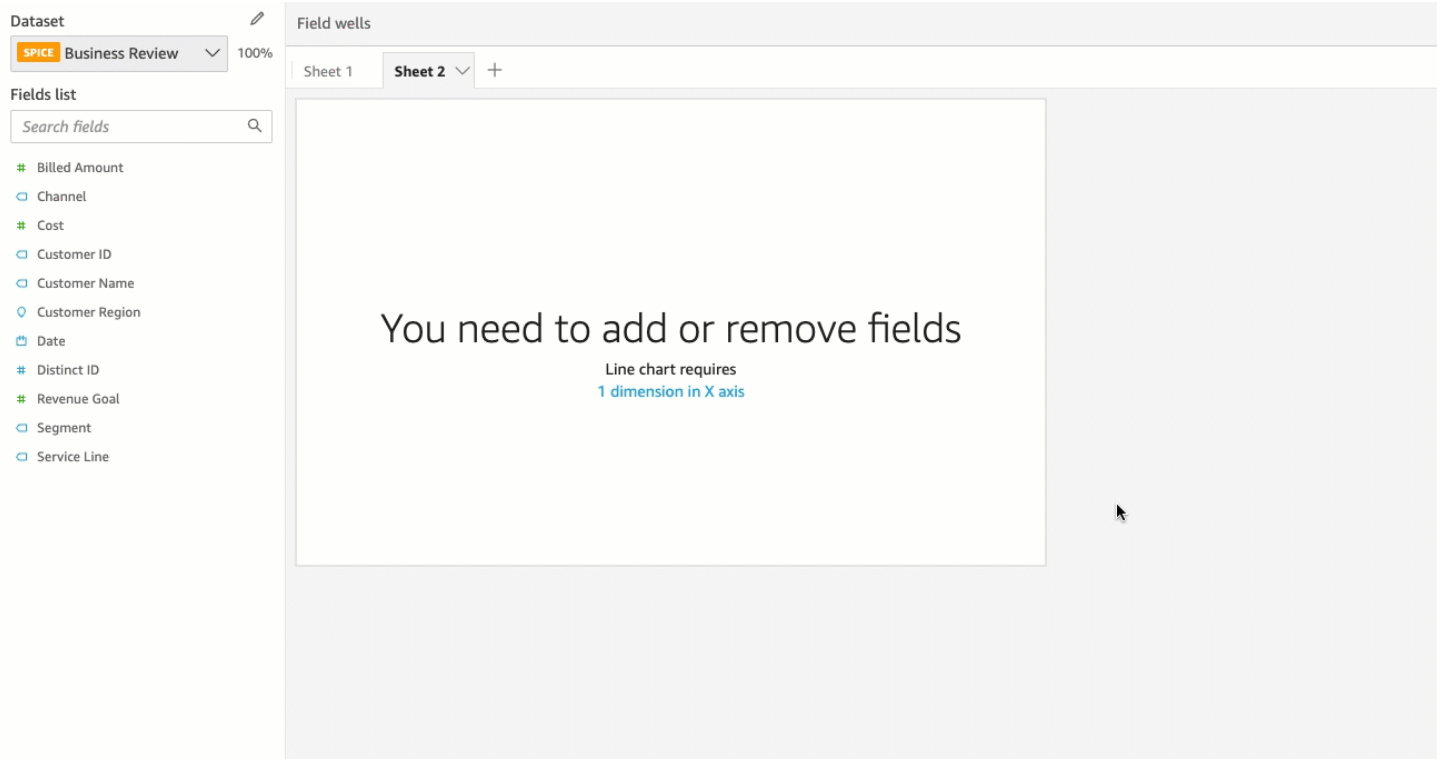 Dataset
SPICE Business Review 100%
Fields list
Search fields
# Billed Amount
Channel
# Cost
Customer ID
Customer Name
Customer Region
Date
# Distinct ID
# Revenue Goal
Segment
Service Line
Field wells
Sheet 1 Sheet 2 +
You need to add or remove fields
Line chart requires
1 dimension in X axis